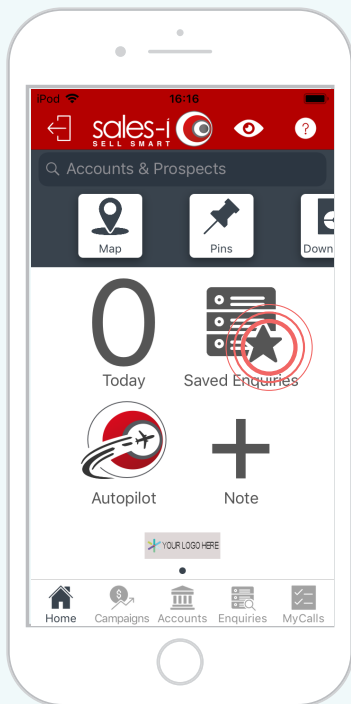 iPod 16:16
sales-i
SELL SMART
?
Accounts & Prospects
Map Pins Down
0
Today Saved Enquiries
Autopilot Note
YOUR LOGO HERE
$
Home Campaigns Accounts Enquiries MyCalls